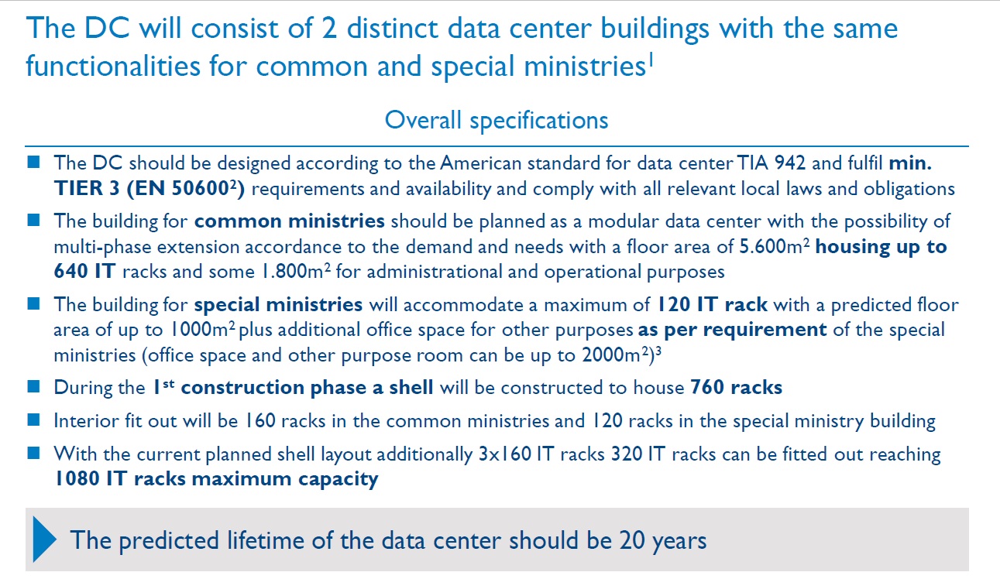 The DC will consist of 2 distinct data center buildings with the same
functionalities for common and special ministries¹
Overall specifications
■ The DC should be designed according to the American standard for data center TIA 942 and fulfil min.
TIER 3 (EN 50600²) requirements and availability and comply with all relevant local laws and obligations
■ The building for common ministries should be planned as a modular data center with the possibility of
multi-phase extension accordance to the demand and needs with a floor area of 5.600m² housing up to
640 IT racks and some 1.800m² for administrational and operational purposes
■ The building for special ministries will accommodate a maximum of 120 IT rack with a predicted floor
area of up to 1000m² plus additional office space for other purposes as per requirement of the special
ministries (office space and other purpose room can be up to 2000m²)³
■ During the 1st construction phase a shell will be constructed to house 760 racks
■ Interior fit out will be 160 racks in the common ministries and 120 racks in the special ministry building
■ With the current planned shell layout additionally 3x160 IT racks 320 IT racks can be fitted out reaching
1080 IT racks maximum capacity
The predicted lifetime of the data center should be 20 years